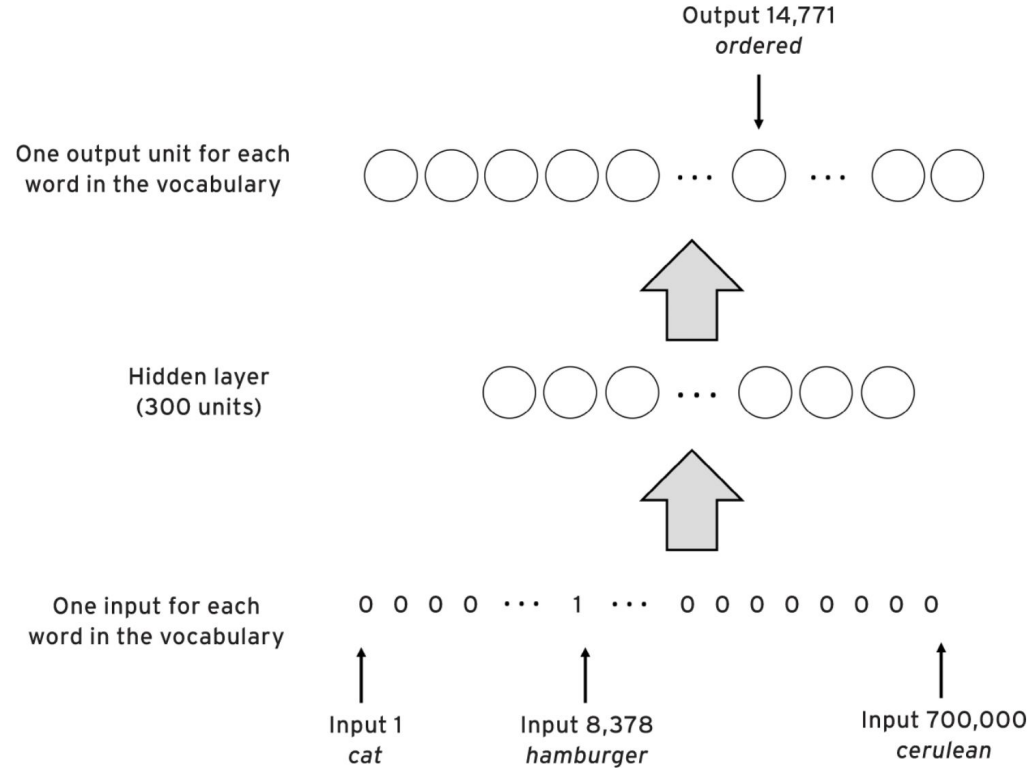 Output 14,771
ordered
One output unit for each
word in the vocabulary
...
...
Hidden layer
(300 units)
...
One input for each
word in the vocabulary
0 0 0 0 ... 1 ... 0 0 0 0 0 0 0 0
Input 1
cat
Input 8,378
hamburger
Input 700,000
cerulean